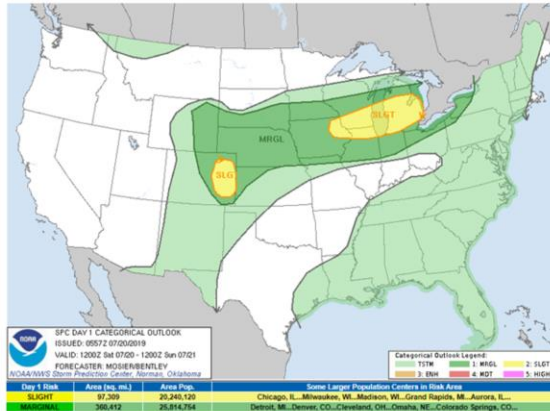 SLGT
MRGL
SLG
NOAA
SPC DAY 1 CATEGORICAL OUTLOOK
ISSUED: 0557Z 07/20/2019
VALID: 1200Z Sat 07/20 - 1200Z Sun 07/21
FORECASTER: MOSIER/BENTLEY
NOAA/NWS Storm Prediction Center, Norman, Oklahoma
Categorical Outlook Legend:
TSTM 1: MRGL 2: SLGT
3: ENH 4: MDT 5: HIGH
Day 1 Risk Area (sq. mi.) Area Pop. Some Larger Population Centers in Risk Area
SLIGHT 97,309 20,240,120 Chicago, IL...Milwaukee, WI...Madison, WI...Grand Rapids, MI...Aurora, IL...
MARGINAL 360,412 25,814,754 Detroit, MI...Denver, CO...Cleveland, OH...Omaha, NE...Colorado Springs, CO...